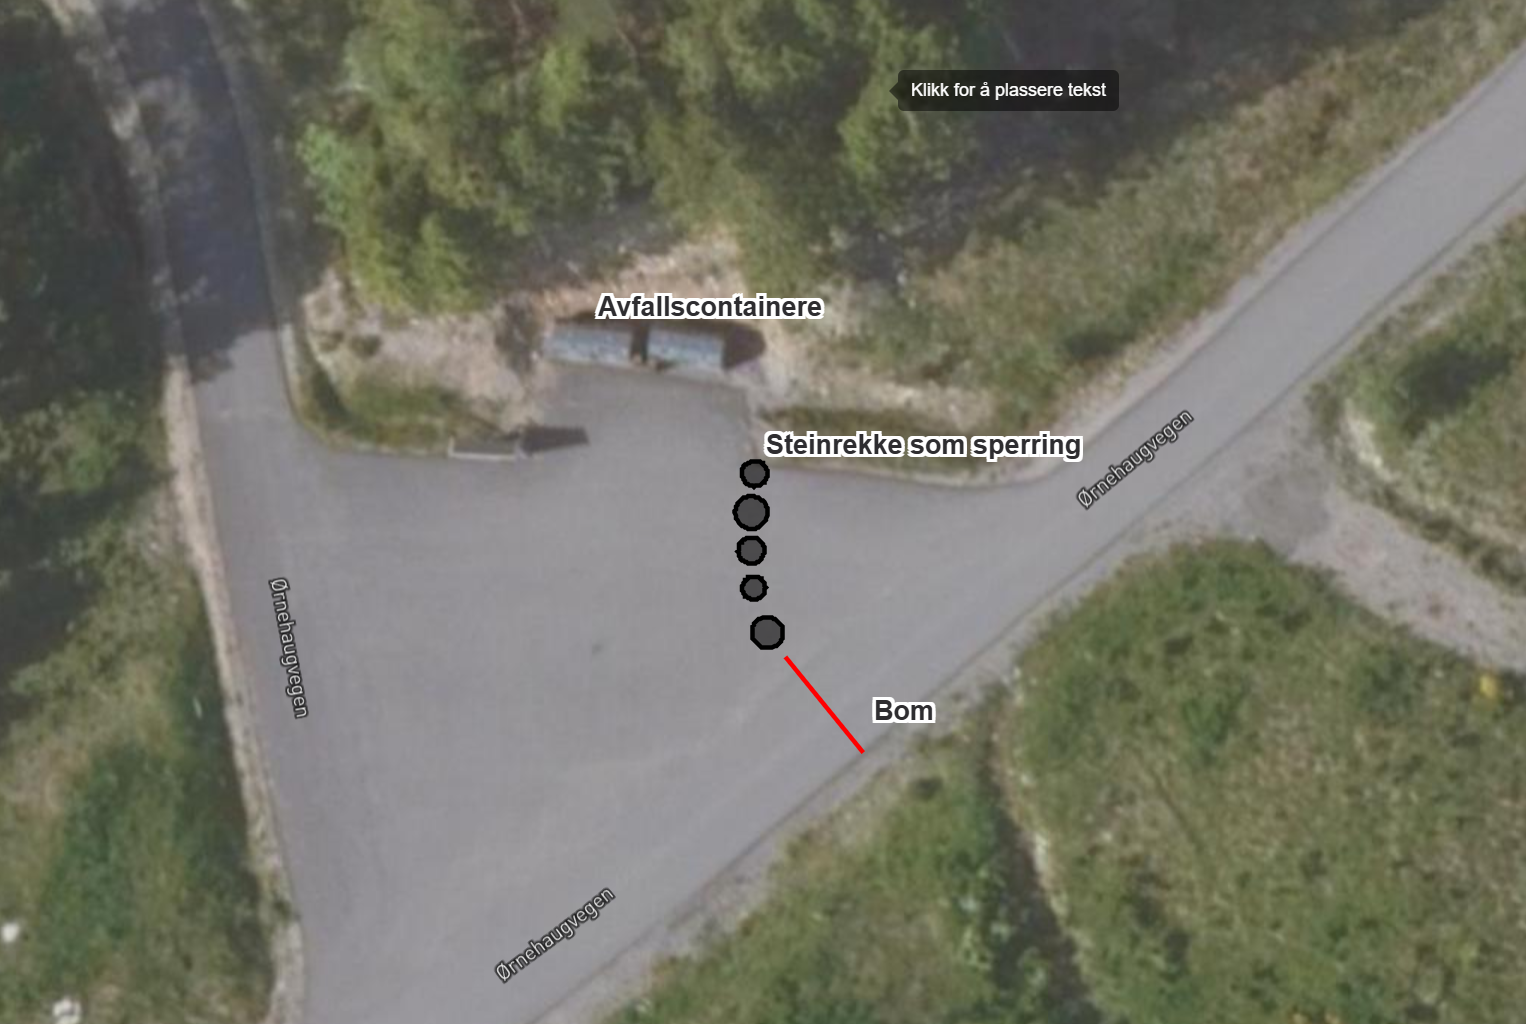 Klikk for å plassere tekst
Avfallscontainere
Steinrekke som sperring
Ørnehaugvegen
Ørnehaugvegen
Bom
Ørnehaugvegen